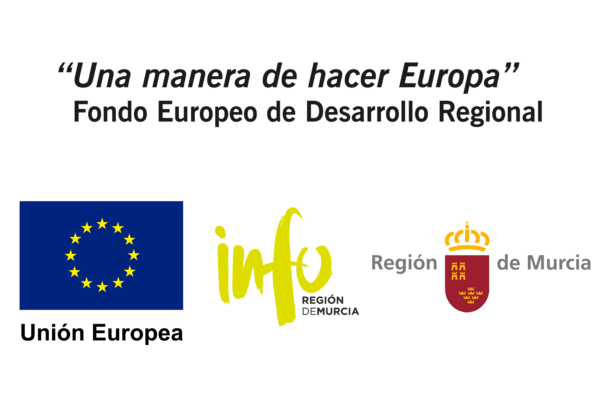 “Una manera de hacer Europa”
Fondo Europeo de Desarrollo Regional
Unión Europea
info
REGIÓN
DEMURCIA
Región de Murcia